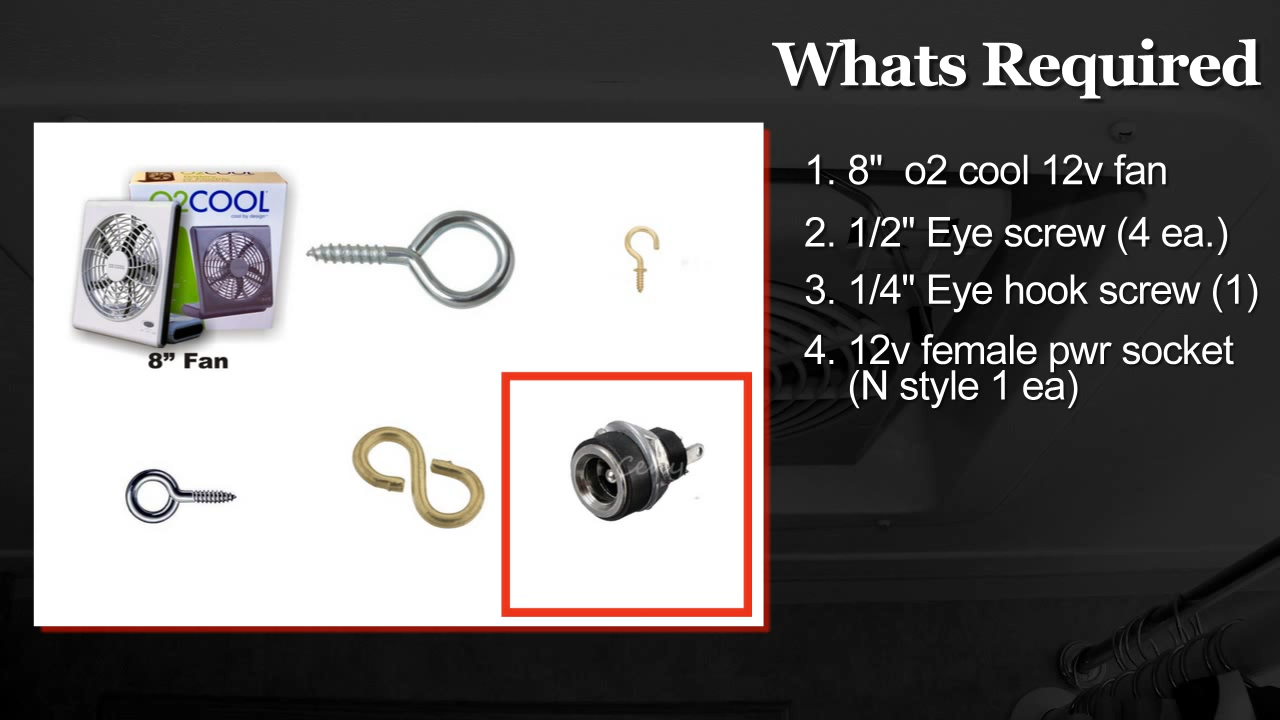 Whats Required
1. 8" o2 cool 12v fan
2. 1/2" Eye screw (4 ea.)
3. 1/4" Eye hook screw (1)
4. 12v female pwr socket
(N style 1 ea)
O2COOL
O2COOL
cool by design
8” Fan